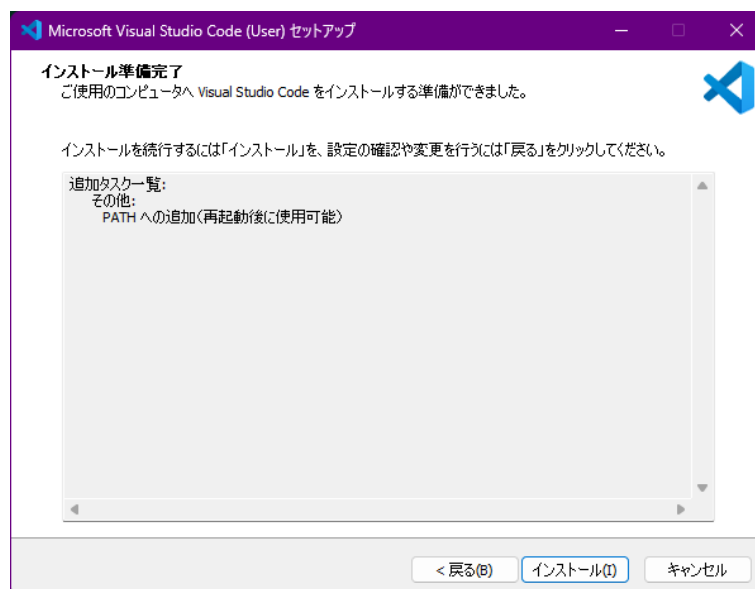 Microsoft Visual Studio Code (User) セットアップ
インストール準備完了
ご使用のコンピュータへ Visual Studio Code をインストールする準備ができました。
インストールを続行するには「インストール」を、設定の確認や変更を行うには「戻る」をクリックしてください。
追加タスク一覧:
その他:
PATH への追加(再起動後に使用可能)
< 戻る(B) インストール(I) キャンセル